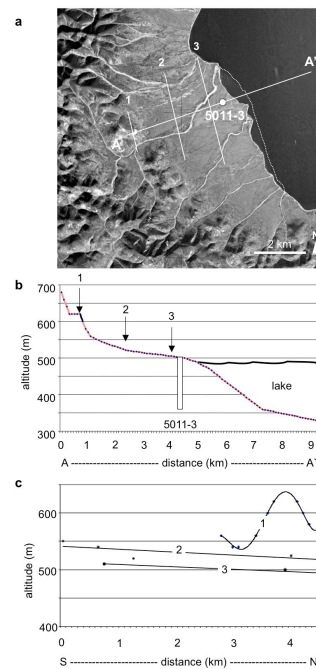 a
3
2
A'
1
5011-3
A
N
2 km
b
700
1
600
2
3
500
400
lake
300
altitude (m)
5011-3
0 1 2 3 4 5 6 7 8 9
A ---------------- distance (km) ---------------- A'
c
600
1
2
500
3
400
altitude (m)
0 1 2 3 4
S ---------------- distance (km) ---------------- N